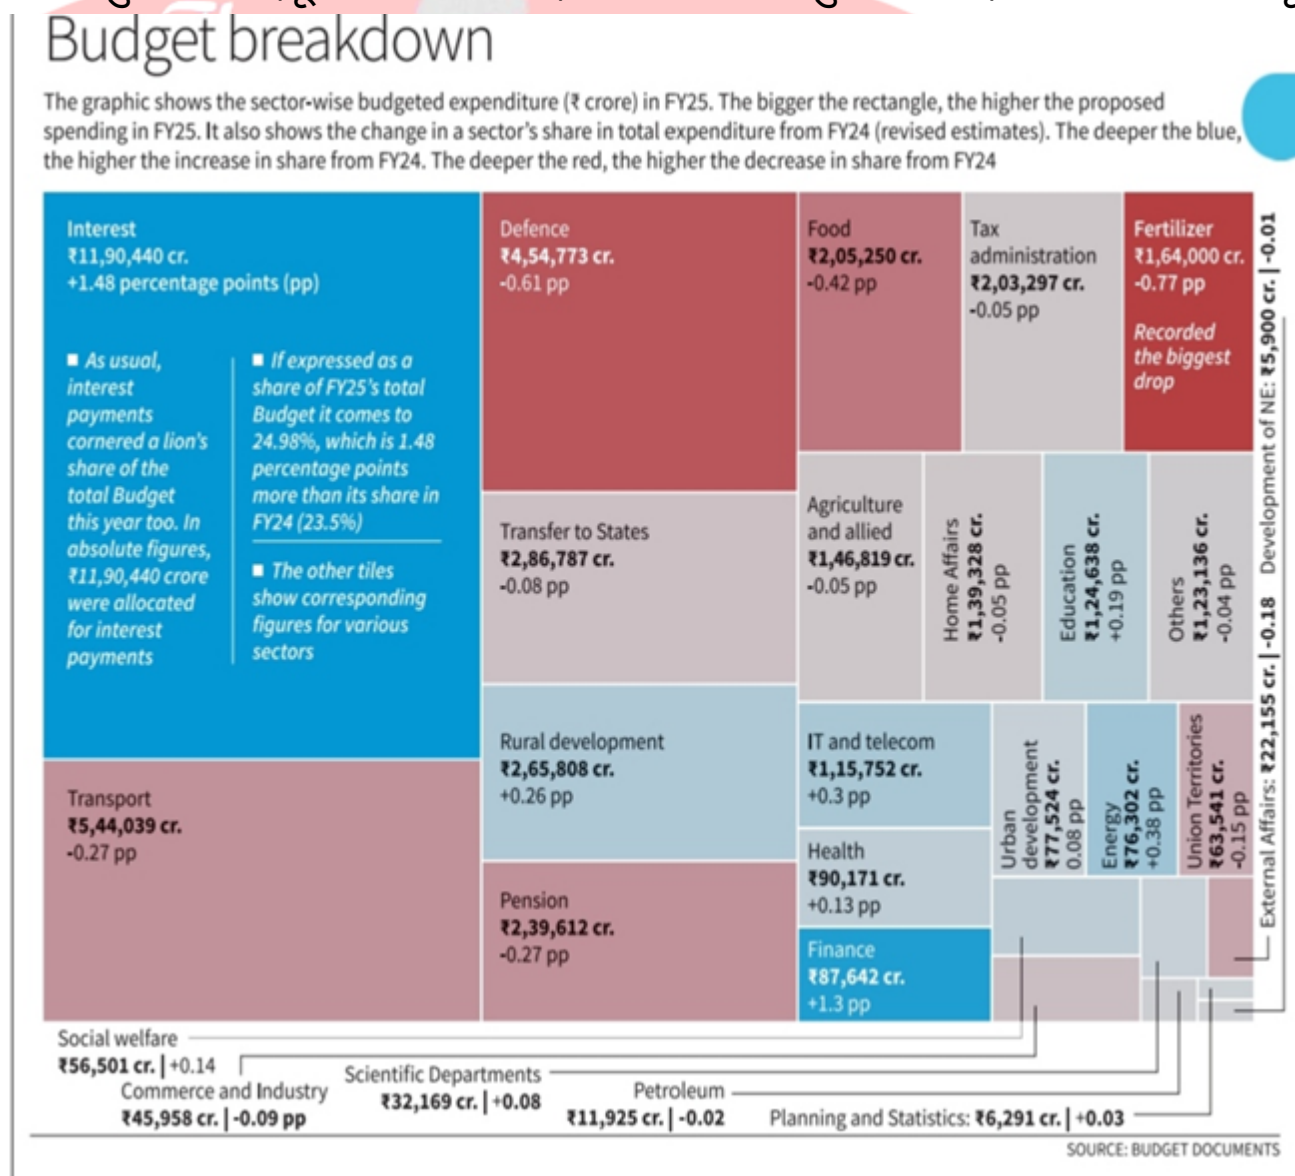 Budget breakdown
The graphic shows the sector-wise budgeted expenditure (₹ crore) in FY25. The bigger the rectangle, the higher the proposed
spending in FY25. It also shows the change in a sector's share in total expenditure from FY24 (revised estimates). The deeper the blue,
the higher the increase in share from FY24. The deeper the red, the higher the decrease in share from FY24
Interest
₹11,90,440 cr.
+1.48 percentage points (pp)
■ As usual,
interest
payments
cornered a lion's
share of the
total Budget
this year too. In
absolute figures,
₹11,90,440 crore
were allocated
for interest
payments
■ If expressed as a
share of FY25's total
Budget it comes to
24.98%, which is 1.48
percentage points
more than its share in
FY24 (23.5%)
■ The other tiles
show corresponding
figures for various
sectors
Transport
₹5,44,039 cr.
-0.27 pp
Defence
₹4,54,773 cr.
-0.61 pp
Transfer to States
₹2,86,787 cr.
-0.08 pp
Rural development
₹2,65,808 cr.
+0.26 pp
Pension
₹2,39,612 cr.
-0.27 pp
Food
₹2,05,250 cr.
-0.42 pp
Tax
administration
₹2,03,297 cr.
-0.05 pp
Fertilizer
₹1,64,000 cr.
-0.77 pp
Recorded
the biggest
drop
Agriculture
and allied
₹1,46,819 cr.
-0.05 pp
Home Affairs
₹1,39,328 cr.
-0.05 pp
Education
₹1,24,638 cr.
+0.19 pp
Others
₹1,23,136 cr.
-0.04 pp
IT and telecom
₹1,15,752 cr.
+0.3 pp
Health
₹90,171 cr.
+0.13 pp
Finance
₹87,642 cr.
+1.3 pp
Urban
development
₹77,524 cr.
0.08 pp
Energy
₹76,302 cr.
+0.38 pp
Union Territories
₹63,541 cr.
-0.15 pp
External Affairs: ₹22,155 cr. | -0.18
Development of NE: ₹5,900 cr. | -0.01
Social welfare
₹56,501 cr. | +0.14
Commerce and Industry
₹45,958 cr. | -0.09 pp
Scientific Departments
₹32,169 cr. | +0.08
Petroleum
₹11,925 cr. | -0.02
Planning and Statistics: ₹6,291 cr. | +0.03
SOURCE: BUDGET DOCUMENTS